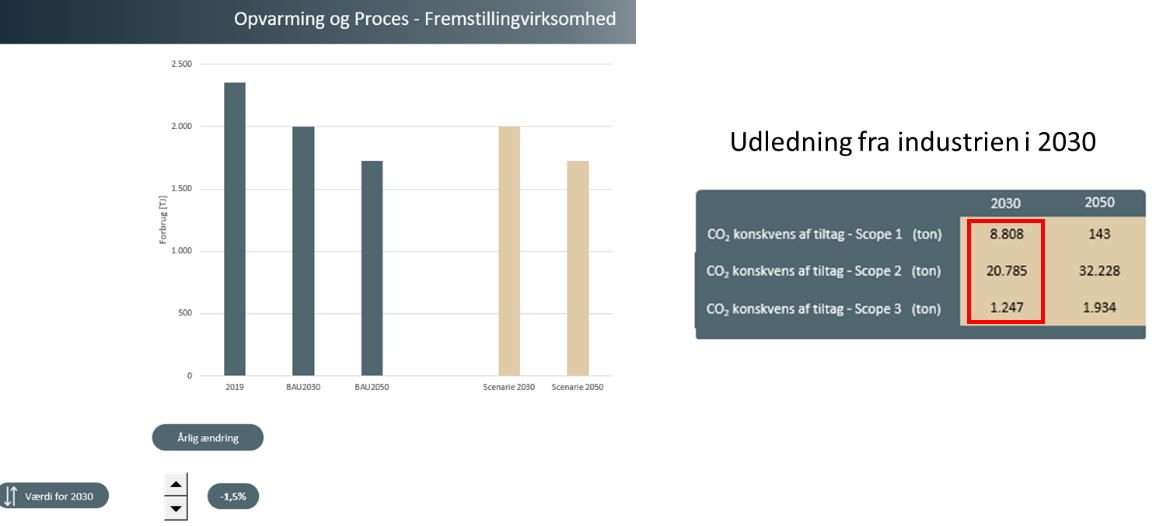 Opvarming og Proces - Fremstillingvirksomhed
2.500
2.000
1.500
1.000
500
0
Forbrug [TJ]
2019
BAU2030
BAU2050
Scenarie 2030
Scenarie 2050
Årlig ændring
Værdi for 2030
-1,5%
Udledning fra industrien i 2030
2030 2050
CO₂ konskvens af tiltag - Scope 1 (ton) 8.808 143
CO₂ konskvens af tiltag - Scope 2 (ton) 20.785 32.228
CO₂ konskvens af tiltag - Scope 3 (ton) 1.247 1.934